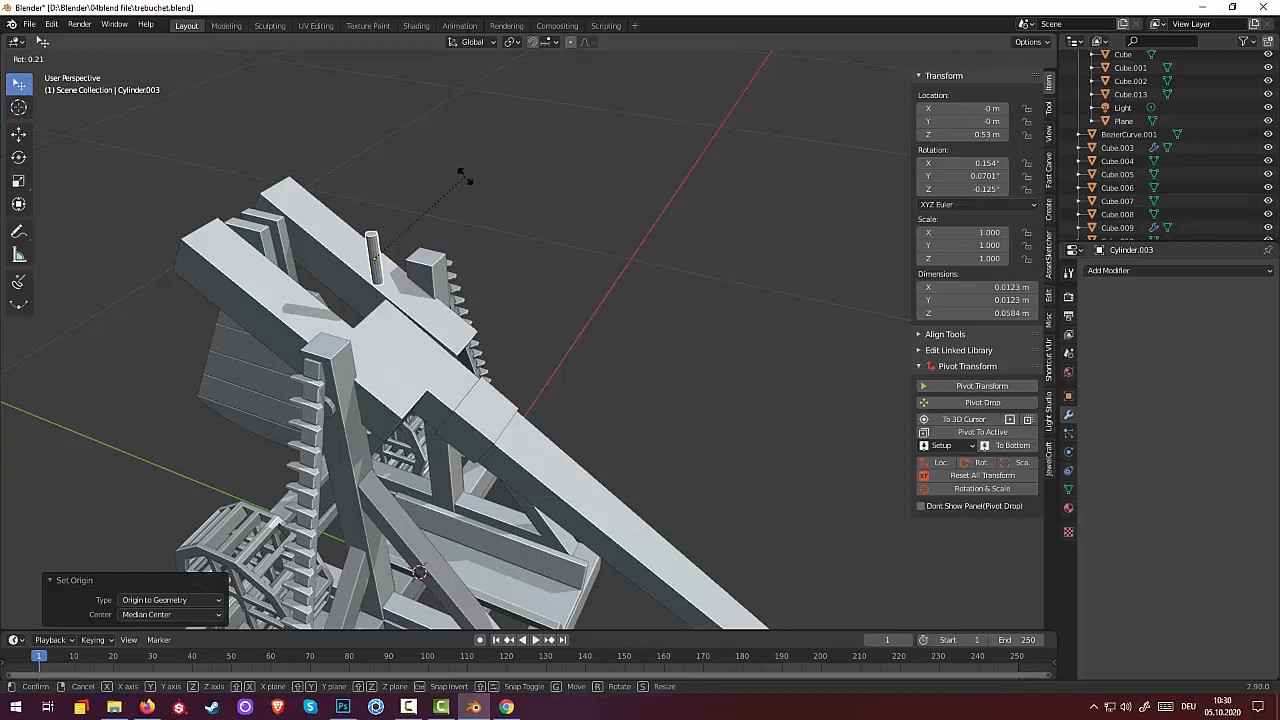 Blender* [D:\Blender\04blend file\trebuchet.blend]
File Edit Render Window Help Layout Modeling Sculpting UV Editing Texture Paint Shading Animation Rendering Compositing Scripting + Scene View Layer
Global Options
Rot: 0.21
User Perspective
(1) Scene Collection | Cylinder.003
Transform
Location:
X -0 m
Y -0 m
Z 0.53 m
Rotation:
X 0.154°
Y 0.0701°
Z -0.125°
XYZ Euler
Scale:
X 1.000
Y 1.000
Z 1.000
Dimensions:
X 0.0123 m
Y 0.0123 m
Z 0.0584 m
Align Tools
Edit Linked Library
Pivot Transform
Pivot Transform
Pivot Drop
To 3D Cursor
Pivot To Active
Setup To Bottom
Loc. Rot. Sca.
Reset All Transform
Rotation & Scale
Dont Show Panel(Pivot Drop)
Item
Tool
View
Fast Carve
Create
AssetSketcher
Edit
Misc
Shortcut VUr
Light Studio
JewelCraft
Cube
Cube.001
Cube.002
Cube.013
Light
Plane
BezierCurve.001
Cube.003
Cube.004
Cube.005
Cube.006
Cube.007
Cube.008
Cube.009
Cylinder.003
Add Modifier
Set Origin
Type Origin to Geometry
Center Median Center
Playback Keying View Marker 1 Start 1 End 250
1 10 20 30 40 50 60 70 80 90 100 110 120 130 140 150 160 170 180 190 200 210 220 230 240 250
Confirm Cancel X X axis Y Y axis Z Z axis X X plane Y Y plane Z Z plane Snap Invert Snap Toggle G Move R Rotate S Resize 2.90.0
DEU 10:30
05.10.2020